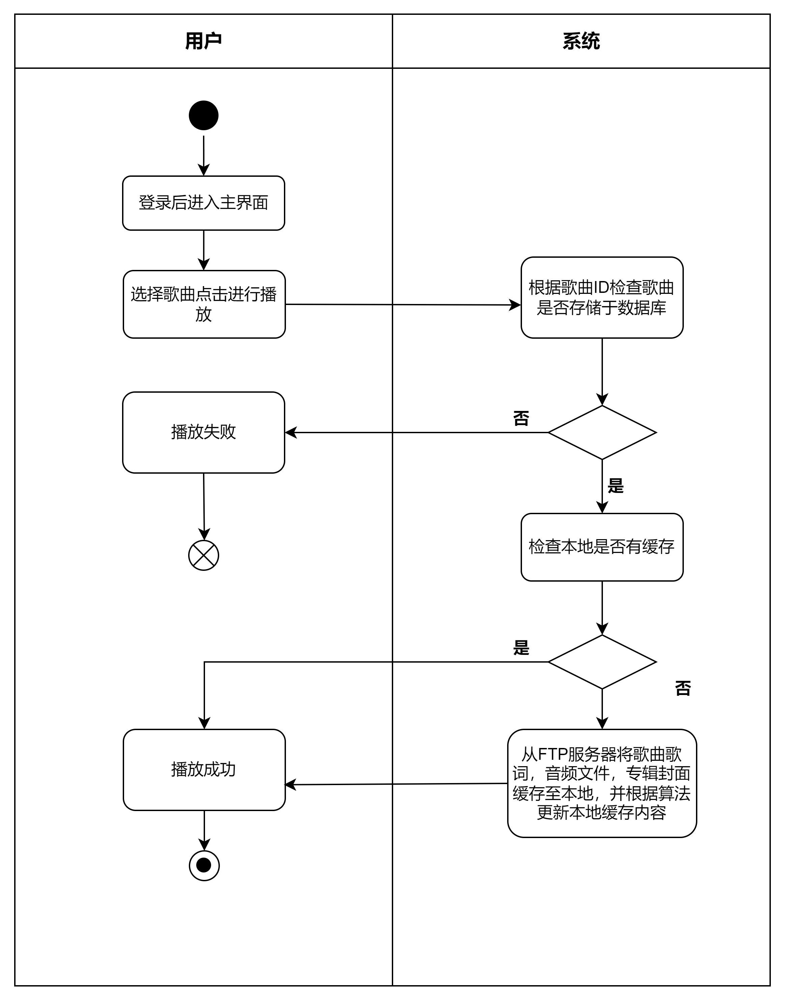 用户
系统
登录后进入主界面
选择歌曲点击进行播
放
根据歌曲ID检查歌曲
是否存储于数据库
否
播放失败
是
检查本地是否有缓存
是
否
播放成功
从FTP服务器将歌曲歌
词，音频文件，专辑封面
缓存至本地，并根据算法
更新本地缓存内容